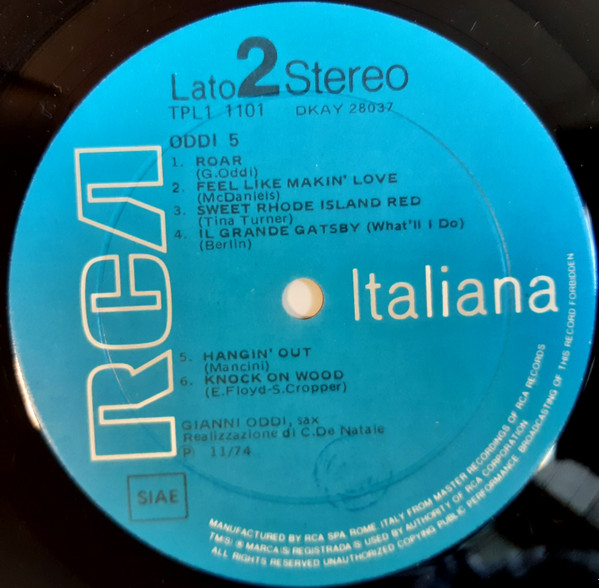 Lato 2 Stereo
TPL1 1101 DKAY 28037
ODDI 5
1. ROAR
(G.Oddi)
2. FEEL LIKE MAKIN' LOVE
(McDaniels)
3. SWEET RHODE ISLAND RED
(Tina Turner)
4. IL GRANDE GATSBY (What'll I Do)
(Berlin)
RCA
Italiana
5. HANGIN' OUT
(Mancini)
6. KNOCK ON WOOD
(E.Floyd-S.Cropper)
GIANNI ODDI, sax
Realizzazione di C.De Natale
P. 11/74
SIAE
MANUFACTURED BY RCA SPA ROME ITALY FROM MASTER RECORDINGS OF RCA RECORDS
TM(S) ® MARCA(S) REGISTRADA(S) USED BY AUTHORITY OF RCA CORPORATION
ALL RIGHTS RESERVED UNAUTHORIZED COPYING PUBLIC PERFORMANCE BROADCASTING OF THIS RECORD FORBIDDEN